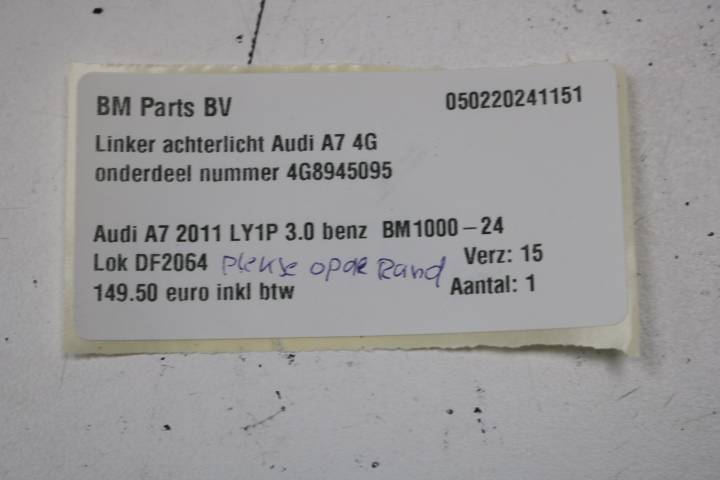 BM Parts BV 050220241151
Linker achterlicht Audi A7 4G
onderdeel nummer 4G8945095
Audi A7 2011 LY1P 3.0 benz BM1000-24
Lok DF2064 plekje op de Rand Verz: 15
149.50 euro inkl btw Aantal: 1